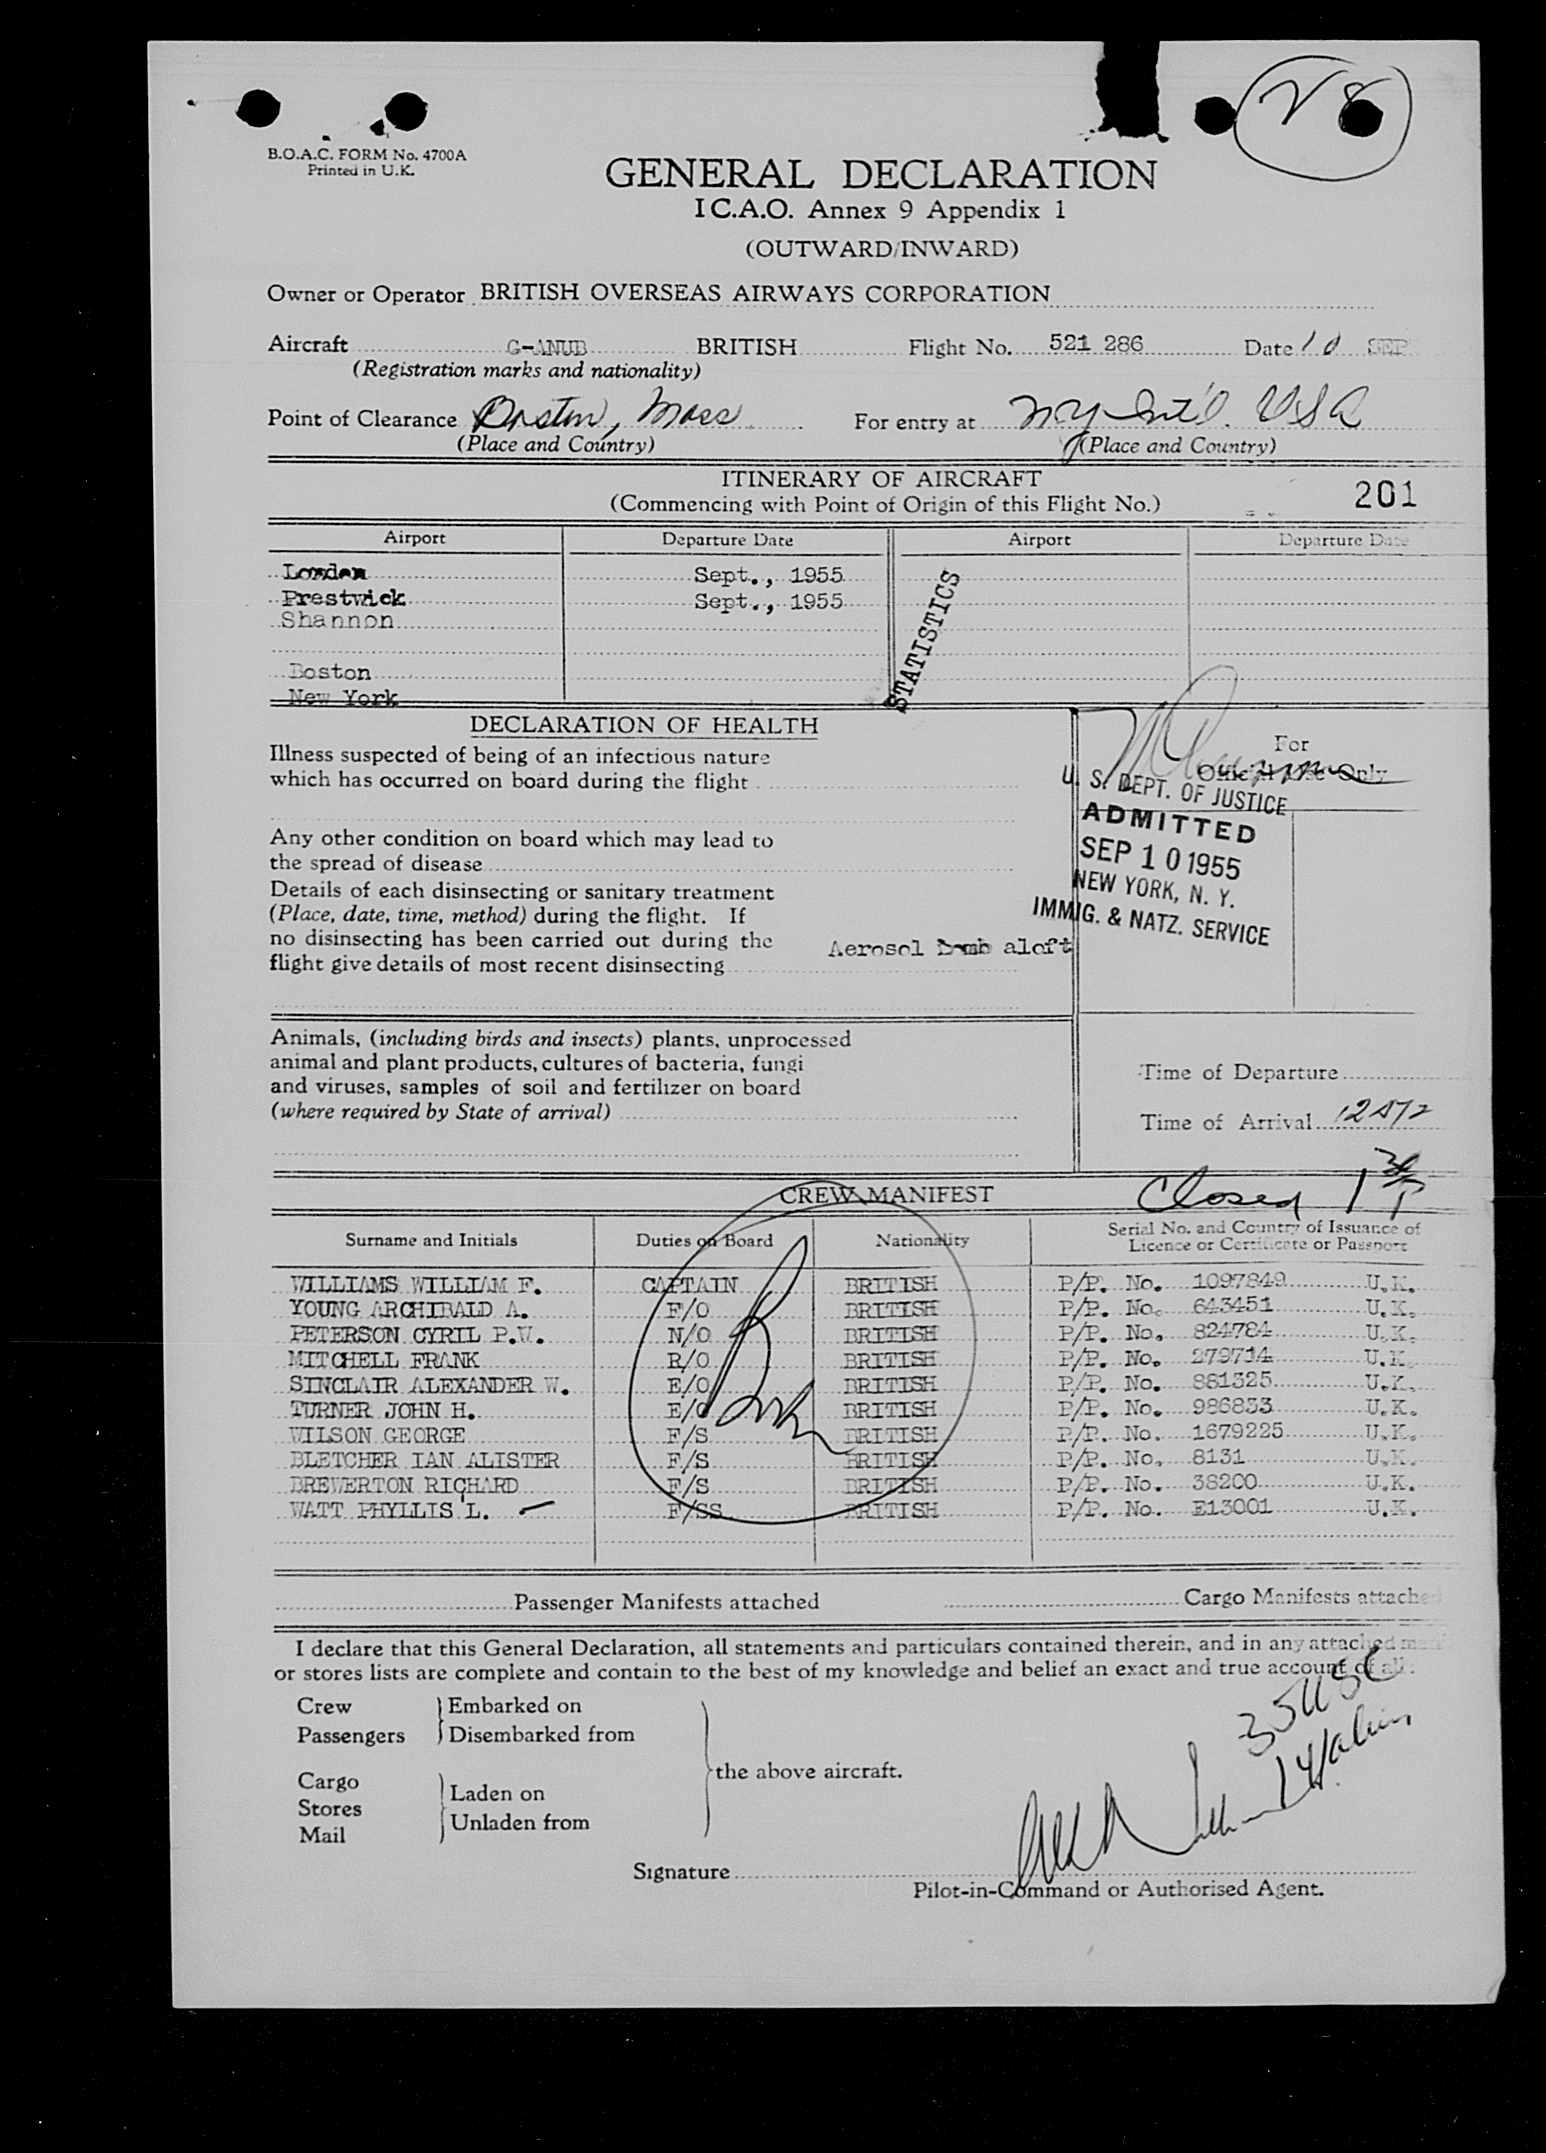 28
B.O.A.C. FORM No. 4700A
Printed in U.K.
GENERAL DECLARATION
I C.A.O. Annex 9 Appendix 1
(OUTWARD/INWARD)
Owner or Operator BRITISH OVERSEAS AIRWAYS CORPORATION
Aircraft G-ANUB BRITISH Flight No. 521 286 Date 10 SEP
(Registration marks and nationality)
Point of Clearance Boston, Mass For entry at NY Int'l. USA
(Place and Country) (Place and Country)
ITINERARY OF AIRCRAFT
(Commencing with Point of Origin of this Flight No.) 201
Airport Departure Date Airport Departure Date
London Sept., 1955
Prestwick Sept., 1955
Shannon
Boston
New York
STATISTICS
DECLARATION OF HEALTH
Illness suspected of being of an infectious nature
which has occurred on board during the flight
Any other condition on board which may lead to
the spread of disease
Details of each disinsecting or sanitary treatment
(Place, date, time, method) during the flight. If
no disinsecting has been carried out during the
flight give details of most recent disinsecting
Aerosol bomb aloft
For
Official Use Only
U. S. DEPT. OF JUSTICE
ADMITTED
SEP 10 1955
NEW YORK, N. Y.
IMMIG. & NATZ. SERVICE
Animals, (including birds and insects) plants, unprocessed
animal and plant products, cultures of bacteria, fungi
and viruses, samples of soil and fertilizer on board
(where required by State of arrival)
Time of Departure
Time of Arrival
Closed 1
CREW MANIFEST
Surname and Initials Duties on Board Nationality Serial No. and Country of Issuance of
Licence or Certificate or Passport
WILLIAMS WILLIAM F. CAPTAIN BRITISH P/P. No. 1097849 U.K.
YOUNG ARCHIBALD A. F/O BRITISH P/P. No. 643451 U.K.
PETERSON CYRIL P.W. N/O BRITISH P/P. No. 824784 U.K.
MITCHELL FRANK R/O BRITISH P/P. No. 279714 U.K.
SINCLAIR ALEXANDER W. E/O BRITISH P/P. No. 881325 U.K.
TURNER JOHN H. E/O BRITISH P/P. No. 986833 U.K.
WILSON GEORGE F/S BRITISH P/P. No. 1679225 U.K.
BLETCHER IAN ALISTER F/S BRITISH P/P. No. 8131 U.K.
BREWERTON RICHARD F/S BRITISH P/P. No. 38200 U.K.
WATT PHYLLIS L. F/SS BRITISH P/P. No. E13001 U.K.
Passenger Manifests attached Cargo Manifests attached
I declare that this General Declaration, all statements and particulars contained therein, and in any attached
or stores lists are complete and contain to the best of my knowledge and belief an exact and true account of all:
Crew Embarked on
Passengers Disembarked from
the above aircraft.
Cargo Laden on
Stores
Mail Unladen from
35 USC
Signature
Pilot-in-Command or Authorised Agent.